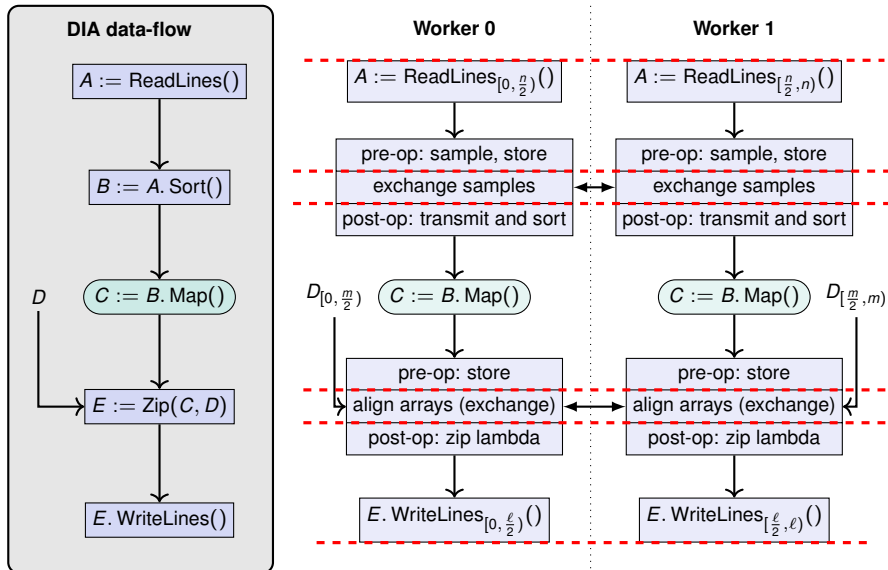 DIA data-flow
A := ReadLines()
B := A. Sort()
C := B. Map()
D
E := Zip(C, D)
E. WriteLines()
Worker 0
A := ReadLines[0, n/2)()
pre-op: sample, store
exchange samples
post-op: transmit and sort
D[0, m/2)
C := B. Map()
pre-op: store
align arrays (exchange)
post-op: zip lambda
E. WriteLines[0, ℓ/2)()
Worker 1
A := ReadLines[n/2, n)()
pre-op: sample, store
exchange samples
post-op: transmit and sort
C := B. Map()
D[m/2, m)
pre-op: store
align arrays (exchange)
post-op: zip lambda
E. WriteLines[ℓ/2, ℓ)()